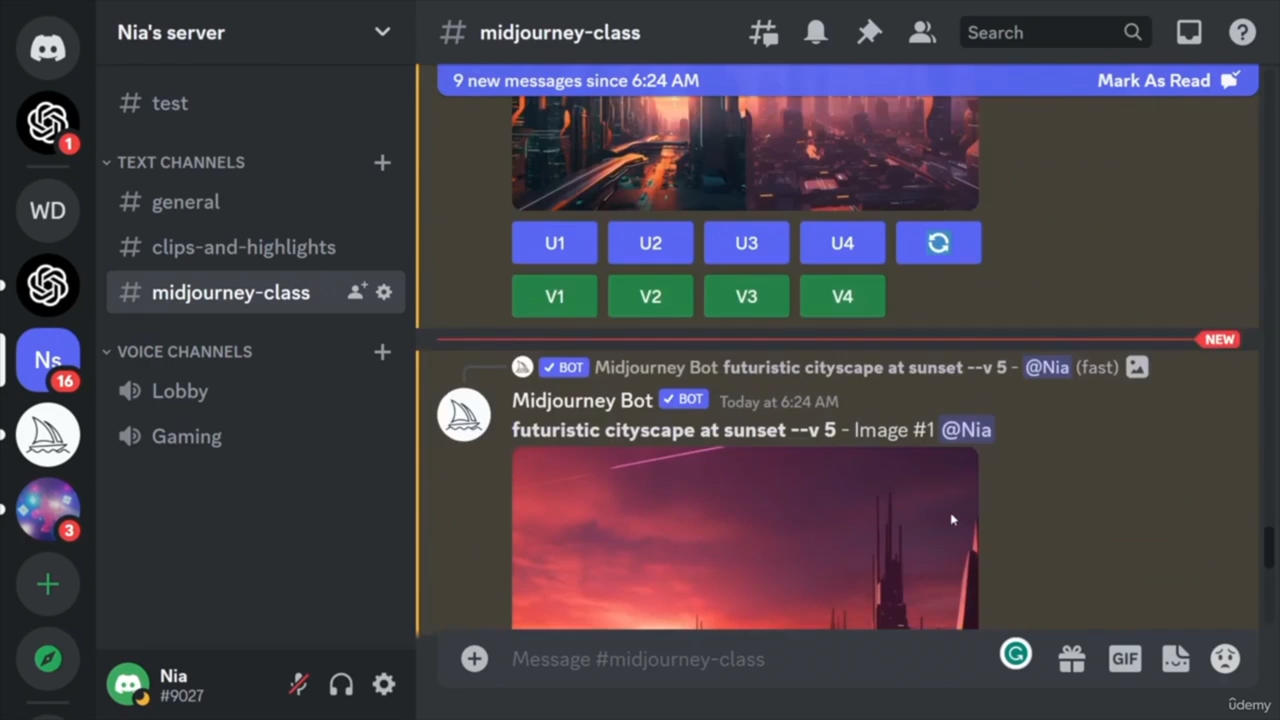 Nia's server
midjourney-class
Search
9 new messages since 6:24 AM
Mark As Read
test
TEXT CHANNELS
general
clips-and-highlights
midjourney-class
VOICE CHANNELS
Lobby
Gaming
1
WD
Ns
16
3
U1 U2 U3 U4
V1 V2 V3 V4
NEW
BOT Midjourney Bot futuristic cityscape at sunset --v 5 - @Nia (fast)
Midjourney Bot BOT Today at 6:24 AM
futuristic cityscape at sunset --v 5 - Image #1 @Nia
Message #midjourney-class
GIF
Nia
#9027
ûdemy